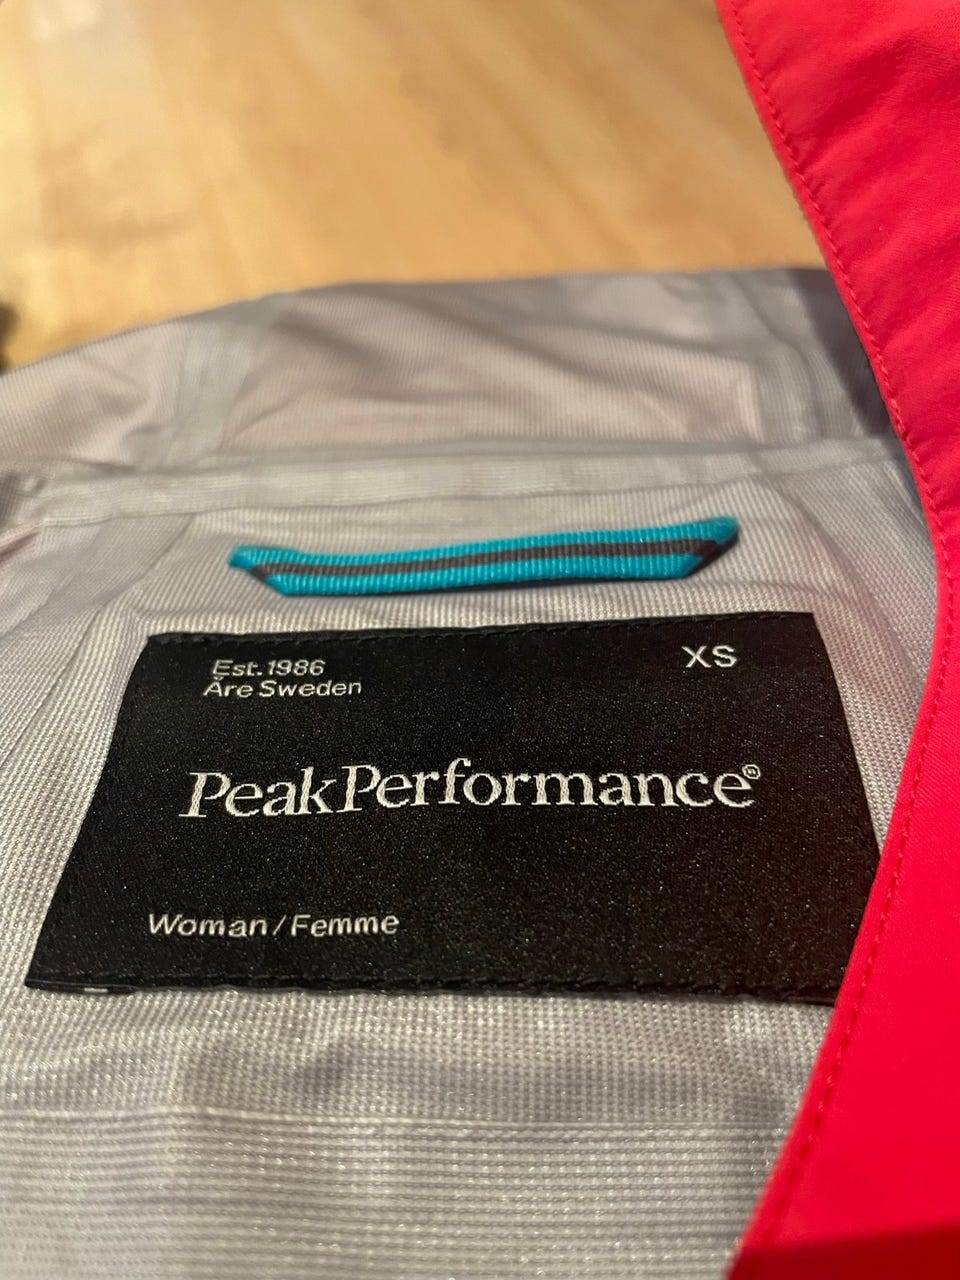 Est.1986
XS
Åre Sweden
PeakPerformance®
Woman/Femme